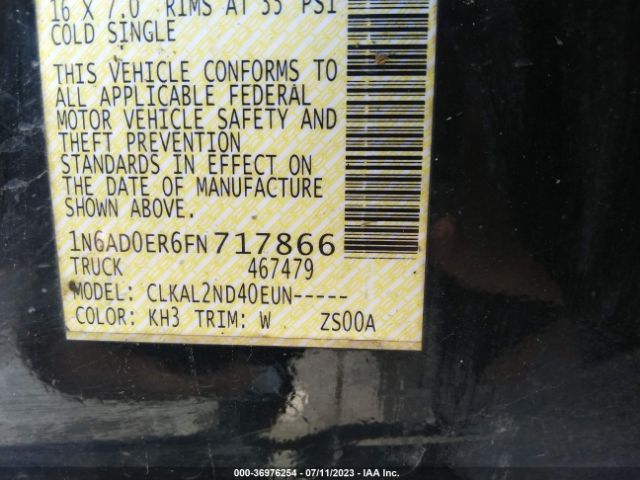 16 X 7.0 RIMS AT 35 PSI
COLD SINGLE
THIS VEHICLE CONFORMS TO
ALL APPLICABLE FEDERAL
MOTOR VEHICLE SAFETY AND
THEFT PREVENTION
STANDARDS IN EFFECT ON
THE DATE OF MANUFACTURE
SHOWN ABOVE.
1N6AD0ER6FN717866
TRUCK 467479
MODEL: CLKAL2ND40EUN-----
COLOR: KH3 TRIM: W ZS00A
000-36976254 - 07/11/2023 - IAA Inc.